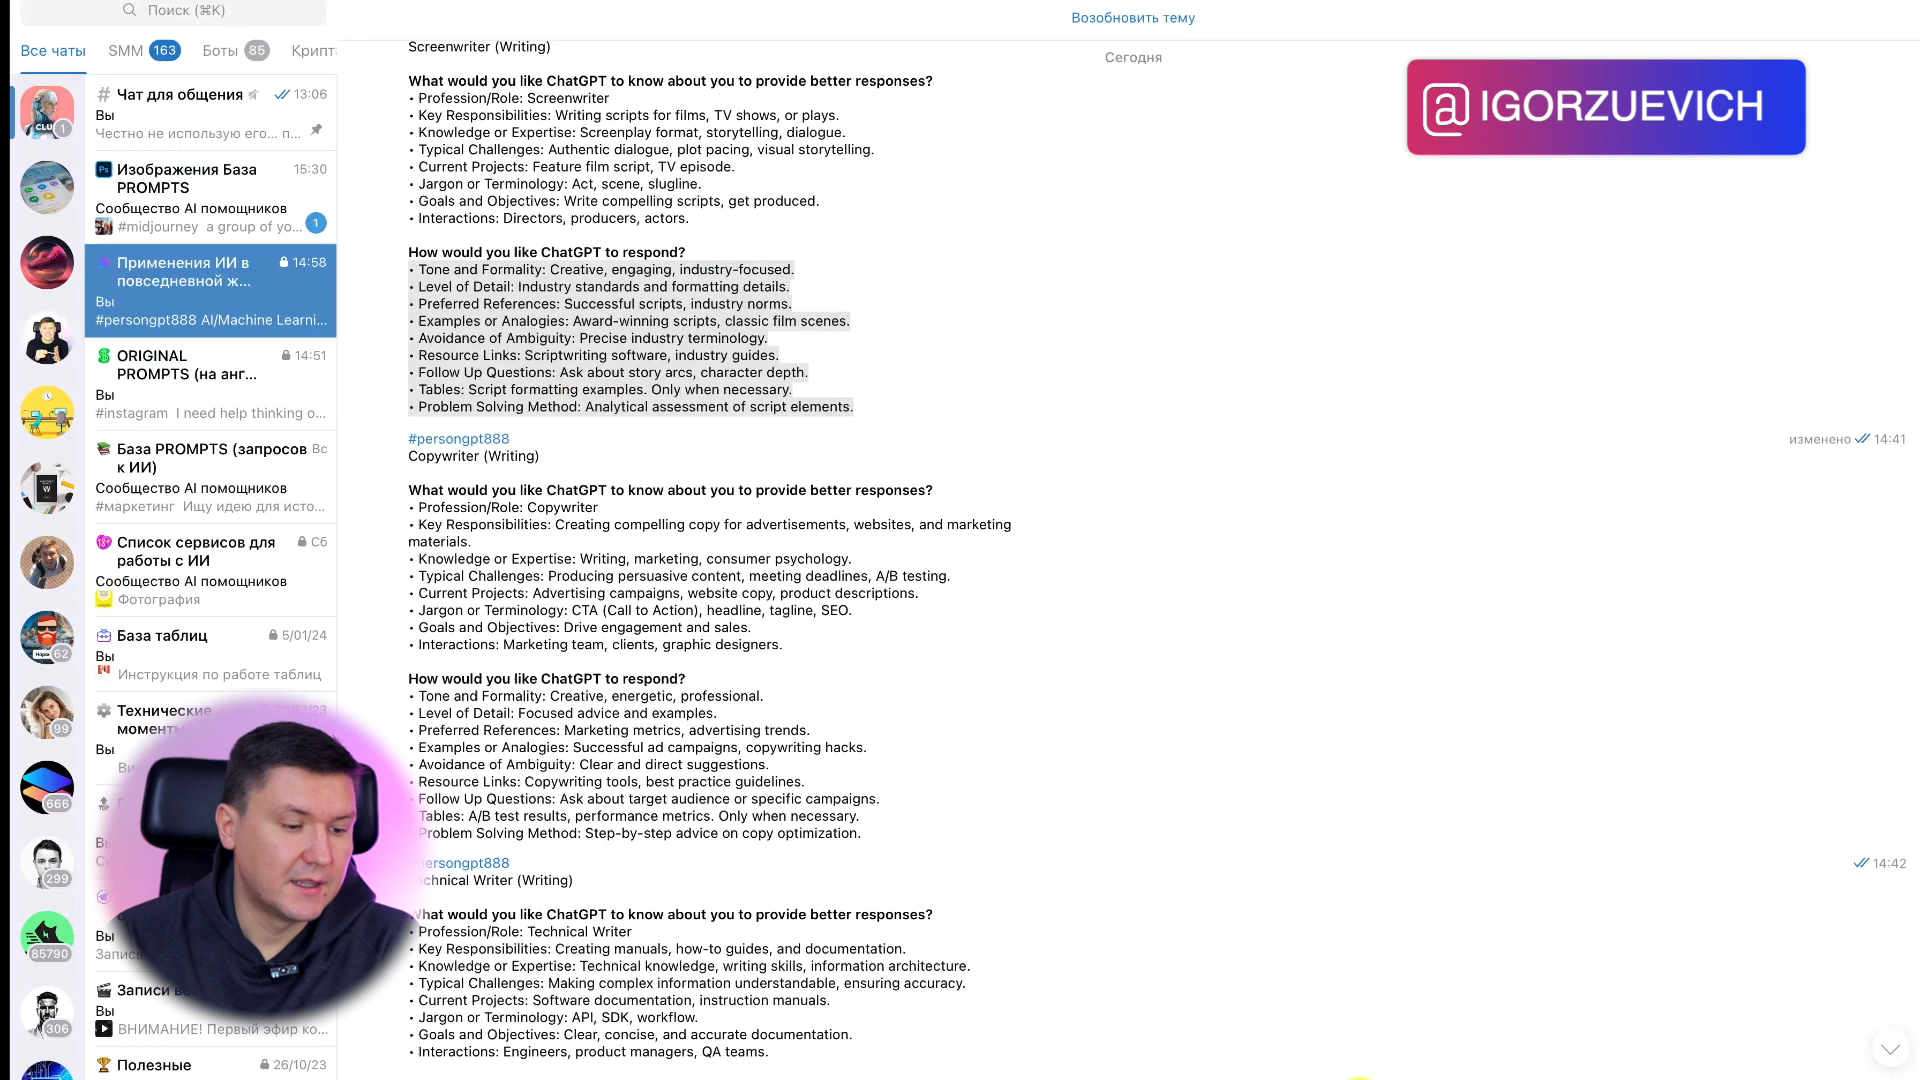 Поиск (⌘K)
Все чаты SMM 163 Боты 85 Крипт
CLU 1
# Чат для общения 13:06
Вы
Честно не использую его... п...
Изображения База PROMPTS 15:30
Сообщество AI помощников
#midjourney a group of yo... 1
Применения ИИ в повседневной ж... 14:58
Вы
#persongpt888 AI/Machine Learni...
ORIGINAL PROMPTS (на анг... 14:51
Вы
#instagram I need help thinking o...
База PROMPTS (запросов к ИИ) Вс
Сообщество AI помощников
#маркетинг Ищу идею для исто...
Список сервисов для работы с ИИ Сб
Сообщество AI помощников
Фотография
База таблиц 5/01/24
Вы
Инструкция по работе таблиц
62
Технические моменты
Вы
99
666
299
Вы
85790
Запись
Записи
Вы
ВНИМАНИЕ! Первый эфир ко...
306
Полезные 26/10/23
Возобновить тему
Сегодня
@IGORZUEVICH
Screenwriter (Writing)
What would you like ChatGPT to know about you to provide better responses?
• Profession/Role: Screenwriter
• Key Responsibilities: Writing scripts for films, TV shows, or plays.
• Knowledge or Expertise: Screenplay format, storytelling, dialogue.
• Typical Challenges: Authentic dialogue, plot pacing, visual storytelling.
• Current Projects: Feature film script, TV episode.
• Jargon or Terminology: Act, scene, slugline.
• Goals and Objectives: Write compelling scripts, get produced.
• Interactions: Directors, producers, actors.
How would you like ChatGPT to respond?
• Tone and Formality: Creative, engaging, industry-focused.
• Level of Detail: Industry standards and formatting details.
• Preferred References: Successful scripts, industry norms.
• Examples or Analogies: Award-winning scripts, classic film scenes.
• Avoidance of Ambiguity: Precise industry terminology.
• Resource Links: Scriptwriting software, industry guides.
• Follow Up Questions: Ask about story arcs, character depth.
• Tables: Script formatting examples. Only when necessary.
• Problem Solving Method: Analytical assessment of script elements.
#persongpt888 изменено 14:41
Copywriter (Writing)
What would you like ChatGPT to know about you to provide better responses?
• Profession/Role: Copywriter
• Key Responsibilities: Creating compelling copy for advertisements, websites, and marketing
materials.
• Knowledge or Expertise: Writing, marketing, consumer psychology.
• Typical Challenges: Producing persuasive content, meeting deadlines, A/B testing.
• Current Projects: Advertising campaigns, website copy, product descriptions.
• Jargon or Terminology: CTA (Call to Action), headline, tagline, SEO.
• Goals and Objectives: Drive engagement and sales.
• Interactions: Marketing team, clients, graphic designers.
How would you like ChatGPT to respond?
• Tone and Formality: Creative, energetic, professional.
• Level of Detail: Focused advice and examples.
• Preferred References: Marketing metrics, advertising trends.
• Examples or Analogies: Successful ad campaigns, copywriting hacks.
• Avoidance of Ambiguity: Clear and direct suggestions.
• Resource Links: Copywriting tools, best practice guidelines.
• Follow Up Questions: Ask about target audience or specific campaigns.
Tables: A/B test results, performance metrics. Only when necessary.
Problem Solving Method: Step-by-step advice on copy optimization.
ersongpt888 14:42
chnical Writer (Writing)
What would you like ChatGPT to know about you to provide better responses?
• Profession/Role: Technical Writer
• Key Responsibilities: Creating manuals, how-to guides, and documentation.
• Knowledge or Expertise: Technical knowledge, writing skills, information architecture.
• Typical Challenges: Making complex information understandable, ensuring accuracy.
• Current Projects: Software documentation, instruction manuals.
• Jargon or Terminology: API, SDK, workflow.
• Goals and Objectives: Clear, concise, and accurate documentation.
• Interactions: Engineers, product managers, QA teams.